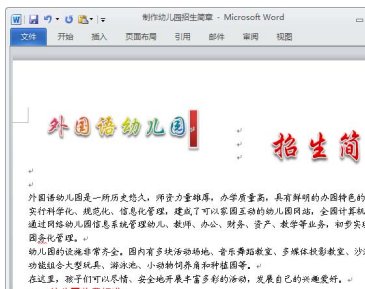 制作幼儿园招生简章 - Microsoft Word
文件 开始 插入 页面布局 引用 邮件 审阅 视图
外国语幼儿园
招生简
外国语幼儿园是一所历史悠久，师资力量雄厚，办学质量高，具有鲜明的办园特色的
实行科学化、规范化、信息化管理，建成了可以家园互动的幼儿园网站，全园计算机
通过网络幼儿园信息系统管理幼儿、教师、办公、财务、资产、教学等业务，初步实
园务化管理。
幼儿园的设施非常齐全。园内有多块活动场地、音乐舞蹈教室、多媒体投影教室、沙
功能组合大型玩具、游泳池、小动物饲养角和种植园等。
在这里，孩子们可以尽情、安全地开展丰富多彩的活动，发展自己的兴趣爱好。